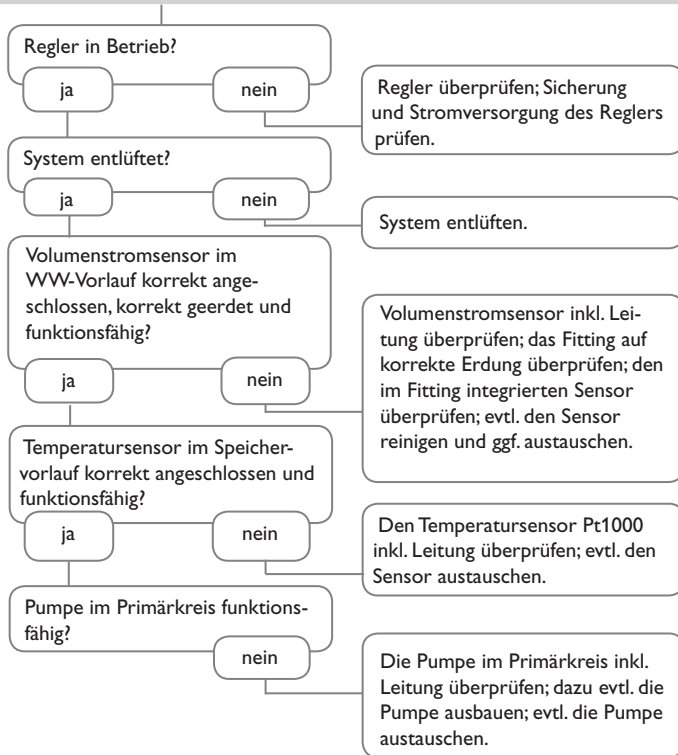 Regler in Betrieb?
ja
nein
Regler überprüfen; Sicherung
und Stromversorgung des Reglers
prüfen.
System entlüftet?
ja
nein
System entlüften.
Volumenstromsensor im
WW-Vorlauf korrekt ange-
schlossen, korrekt geerdet und
funktionsfähig?
ja
nein
Volumenstromsensor inkl. Lei-
tung überprüfen; das Fitting auf
korrekte Erdung überprüfen; den
im Fitting integrierten Sensor
überprüfen; evtl. den Sensor
reinigen und ggf. austauschen.
Temperatursensor im Speicher-
vorlauf korrekt angeschlossen und
funktionsfähig?
ja
nein
Den Temperatursensor Pt1000
inkl. Leitung überprüfen; evtl. den
Sensor austauschen.
Pumpe im Primärkreis funktions-
fähig?
nein
Die Pumpe im Primärkreis inkl.
Leitung überprüfen; dazu evtl. die
Pumpe ausbauen; evtl. die Pumpe
austauschen.